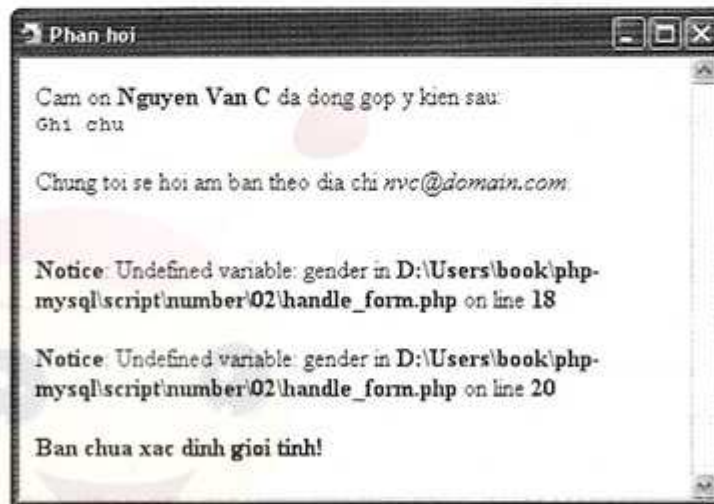 Phan hoi
Cam on Nguyen Van C da dong gop y kien sau:
Ghi chu
Chung toi se hoi am ban theo dia chi nvc@domain.com.
Notice: Undefined variable: gender in D:\Users\book\php-
mysql\script\number\02\handle_form.php on line 18
Notice: Undefined variable: gender in D:\Users\book\php-
mysql\script\number\02\handle_form.php on line 20
Ban chua xac dinh gioi tinh!